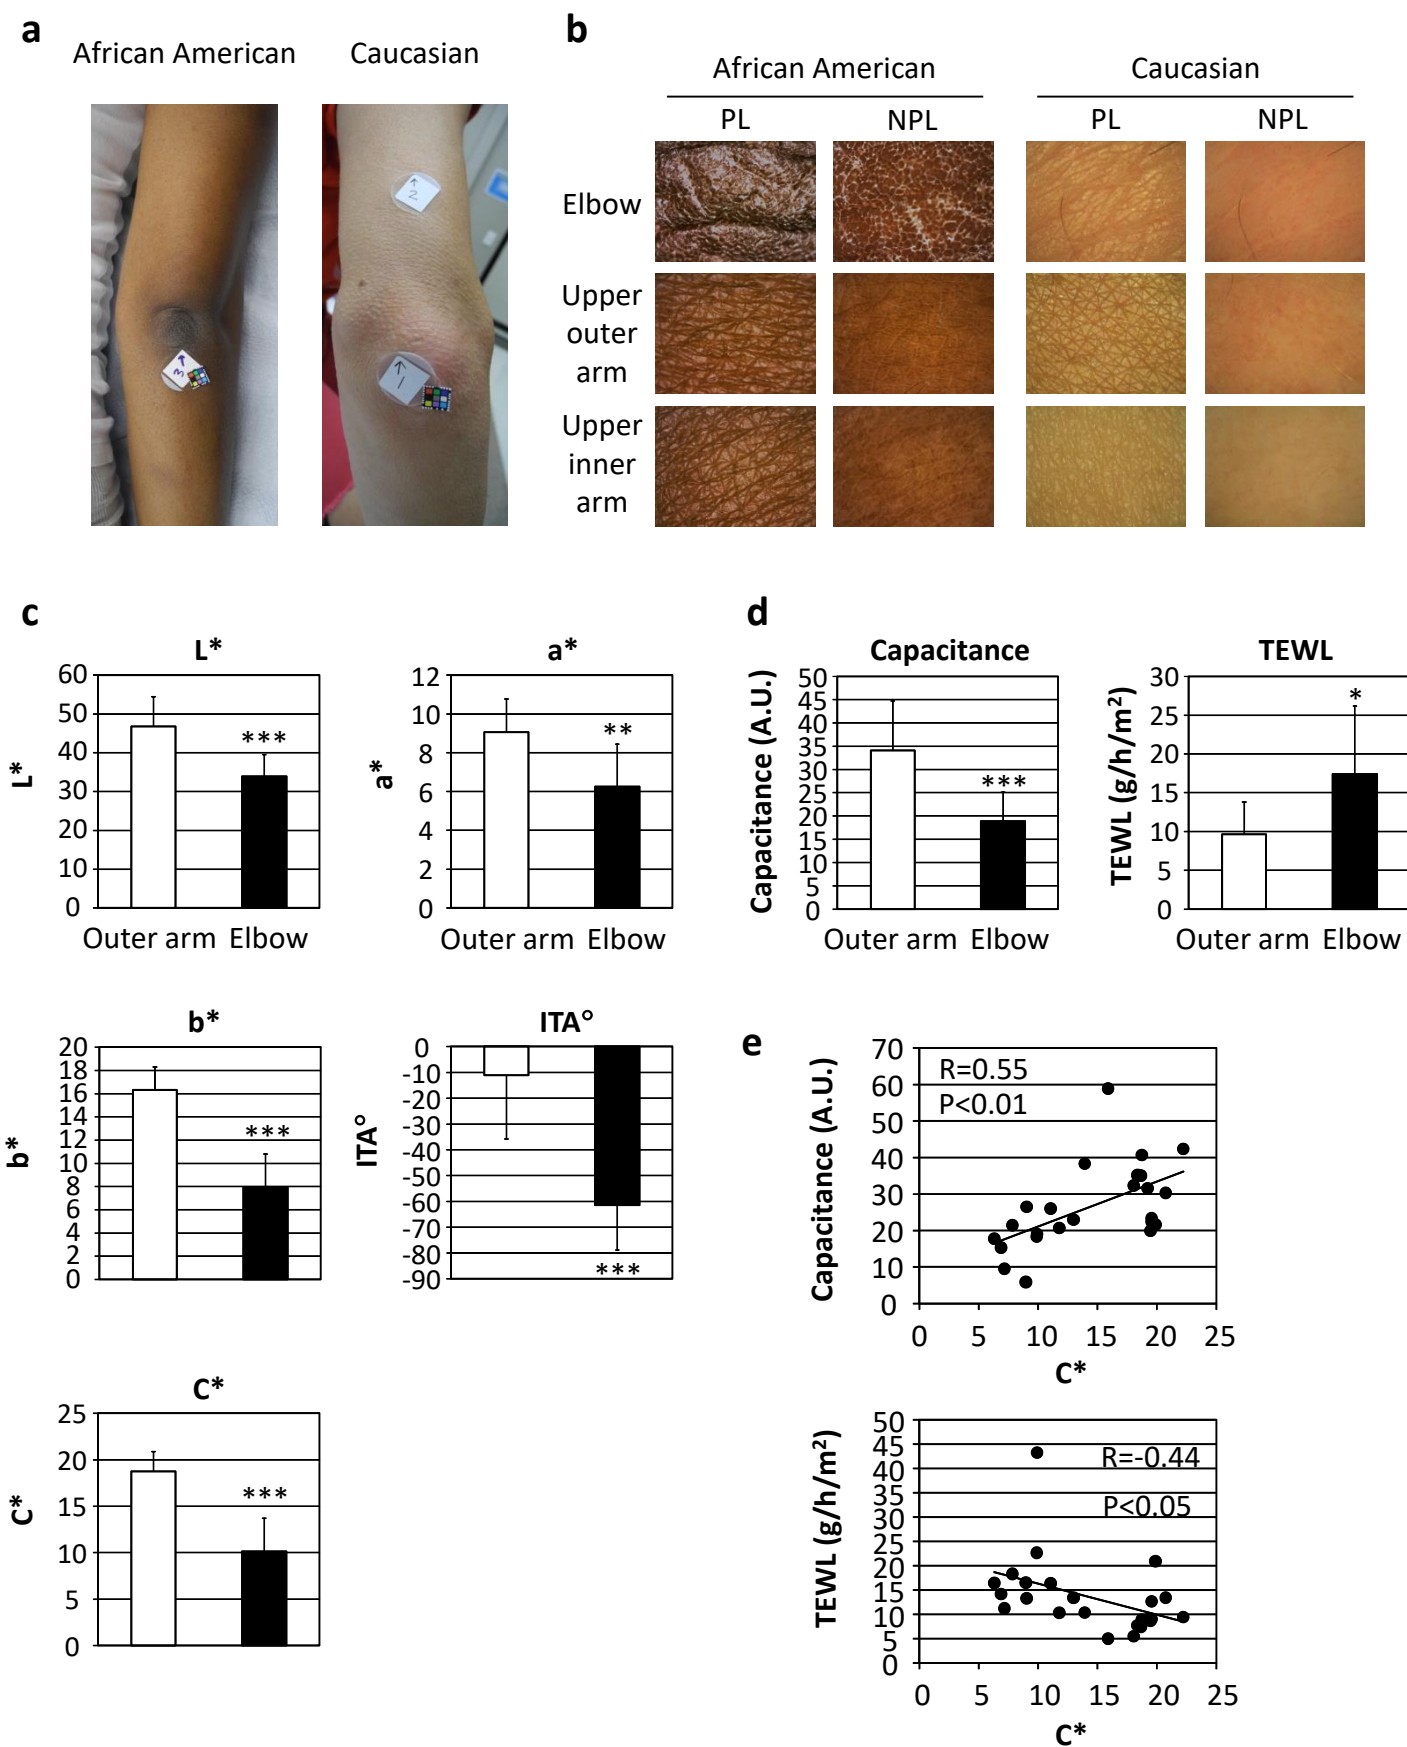 a
African American Caucasian
2
3
1
b
African American Caucasian
PL NPL PL NPL
Elbow
Upper
outer
arm
Upper
inner
arm
c
L*
L*
60
50
40
30
20
10
0
***
Outer arm Elbow
a*
a*
12
10
8
6
4
2
0
**
Outer arm Elbow
b*
b*
20
18
16
14
12
10
8
6
4
2
0
***
ITA°
ITA°
0
-10
-20
-30
-40
-50
-60
-70
-80
-90
***
C*
C*
25
20
15
10
5
0
***
d
Capacitance
Capacitance (A.U.)
50
45
40
35
30
25
20
15
10
5
0
***
Outer arm Elbow
TEWL
TEWL (g/h/m²)
30
25
20
15
10
5
0
*
Outer arm Elbow
e
Capacitance (A.U.)
70
60
50
40
30
20
10
0
R=0.55
P<0.01
0 5 10 15 20 25
C*
TEWL (g/h/m²)
50
45
40
35
30
25
20
15
10
5
0
R=-0.44
P<0.05
0 5 10 15 20 25
C*